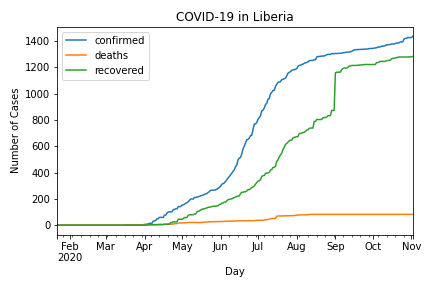 COVID-19 in Liberia
confirmed
deaths
recovered
Number of Cases
1400
1200
1000
800
600
400
200
0
Feb Mar Apr May Jun Jul Aug Sep Oct Nov
2020
Day